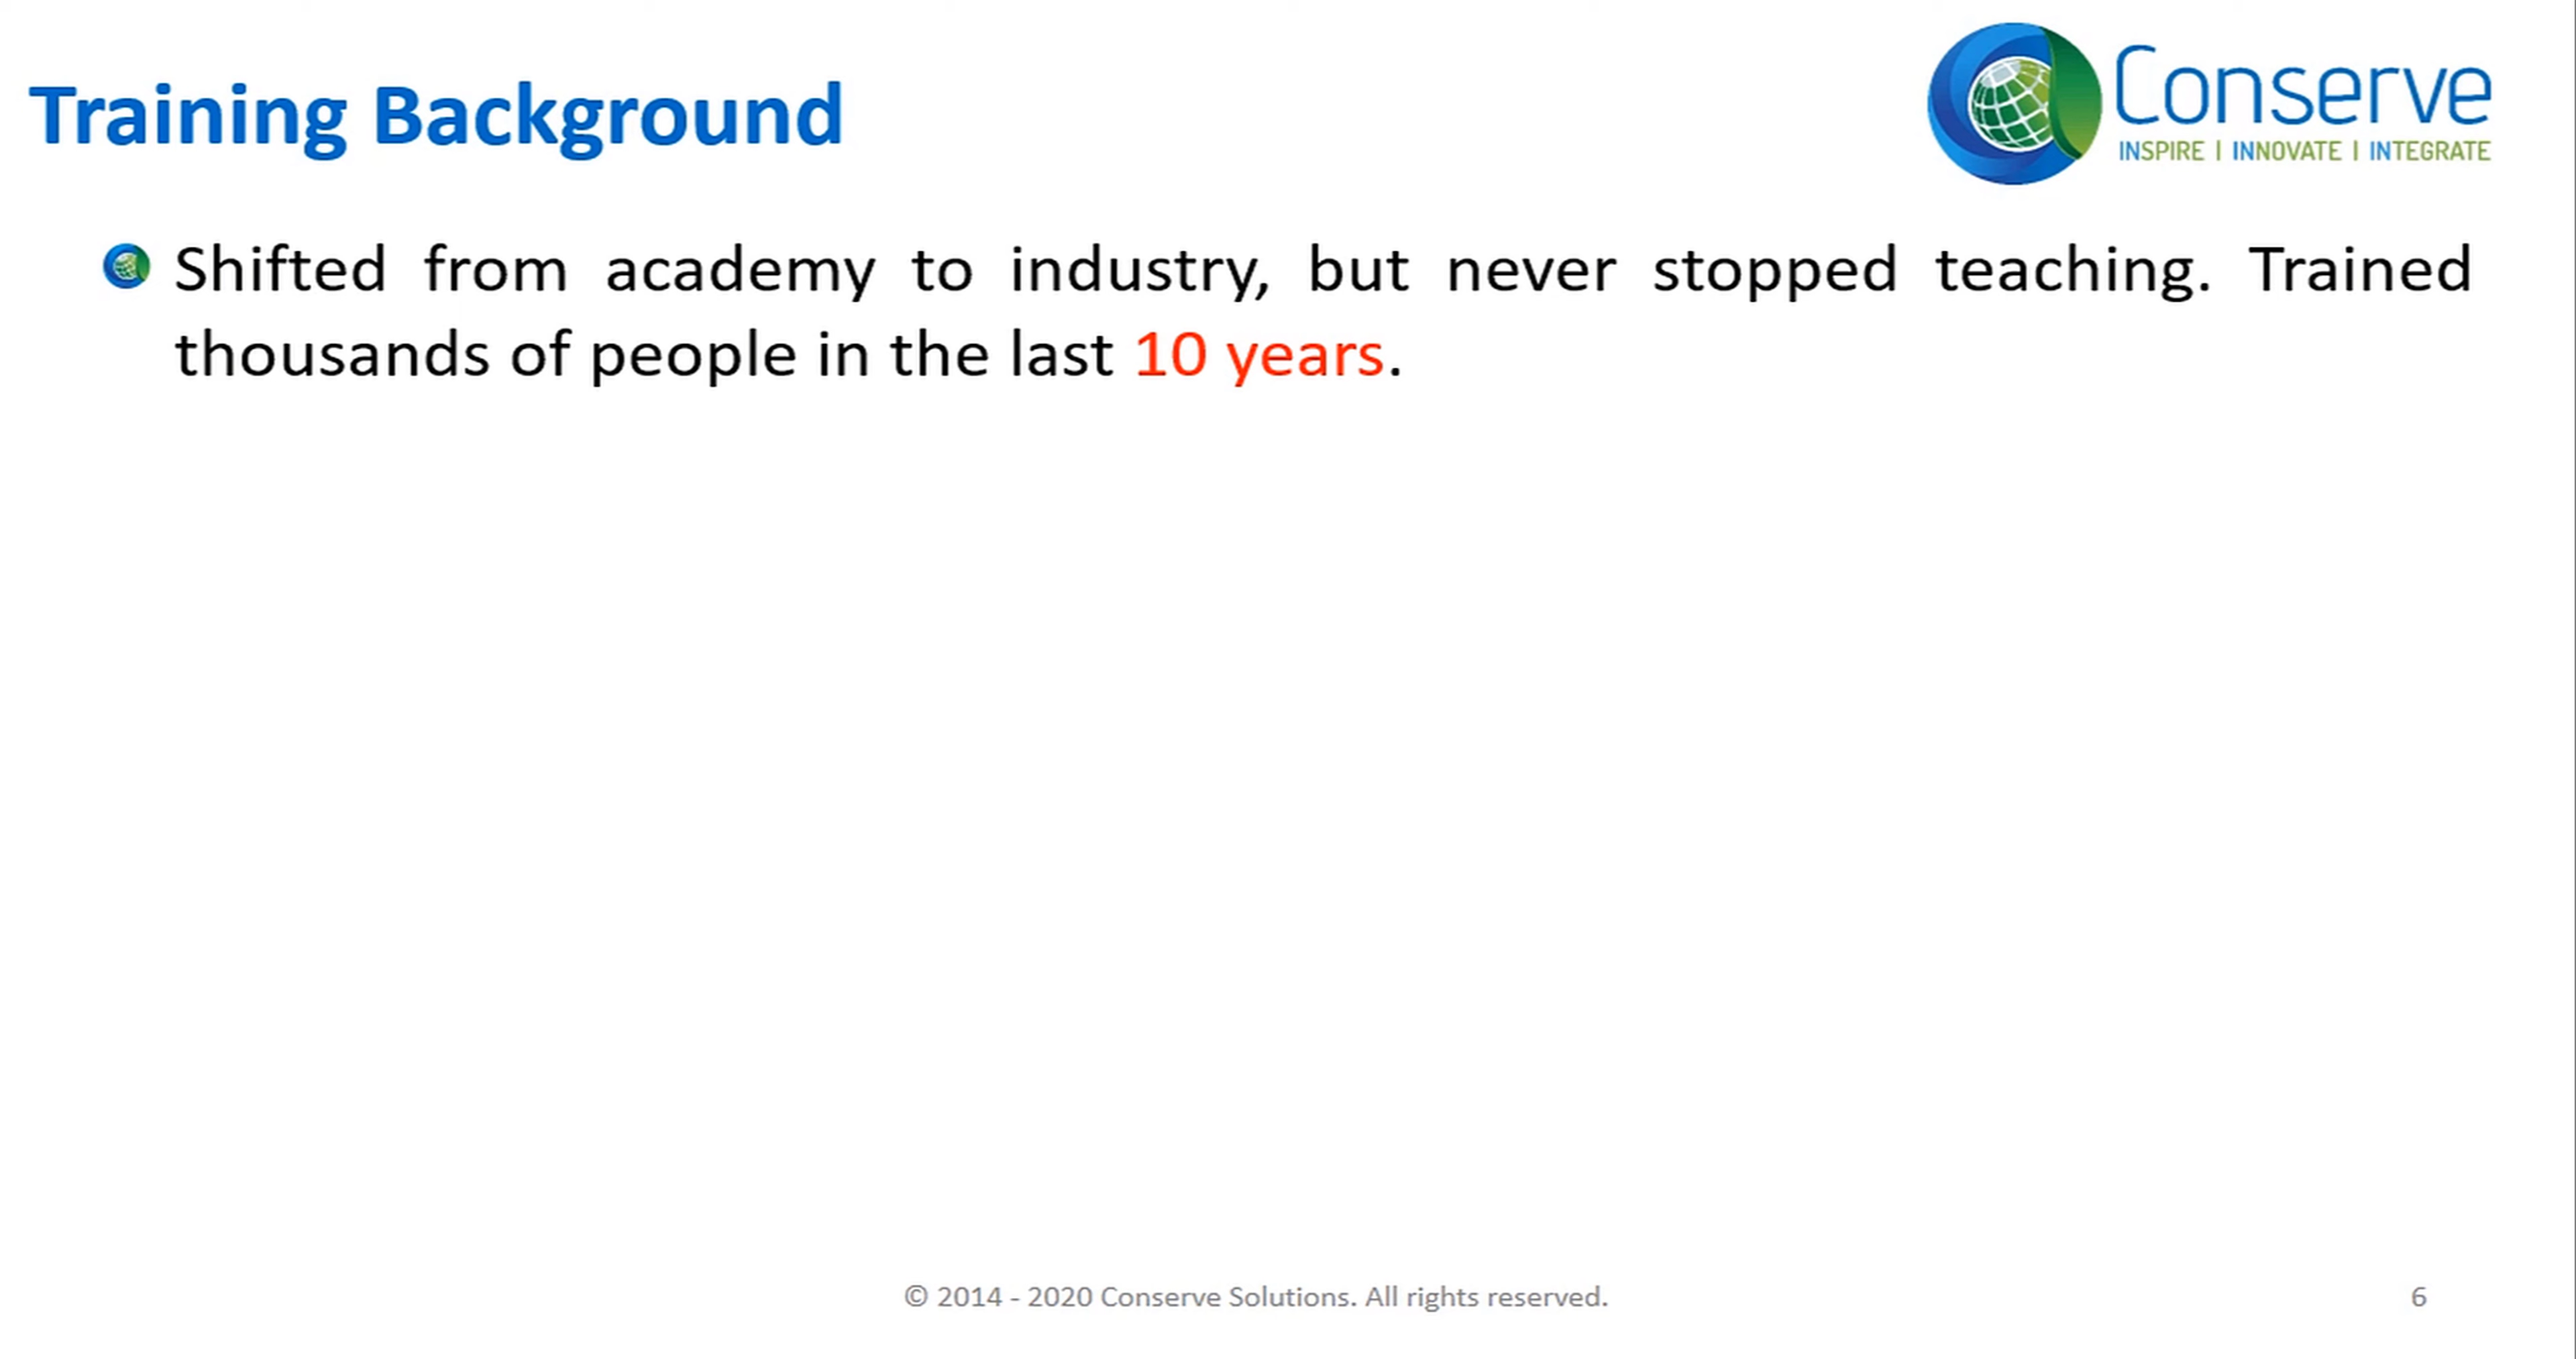 Training Background
Conserve
INSPIRE | INNOVATE | INTEGRATE
Shifted from academy to industry, but never stopped teaching. Trained
thousands of people in the last 10 years.
© 2014 - 2020 Conserve Solutions. All rights reserved.
6